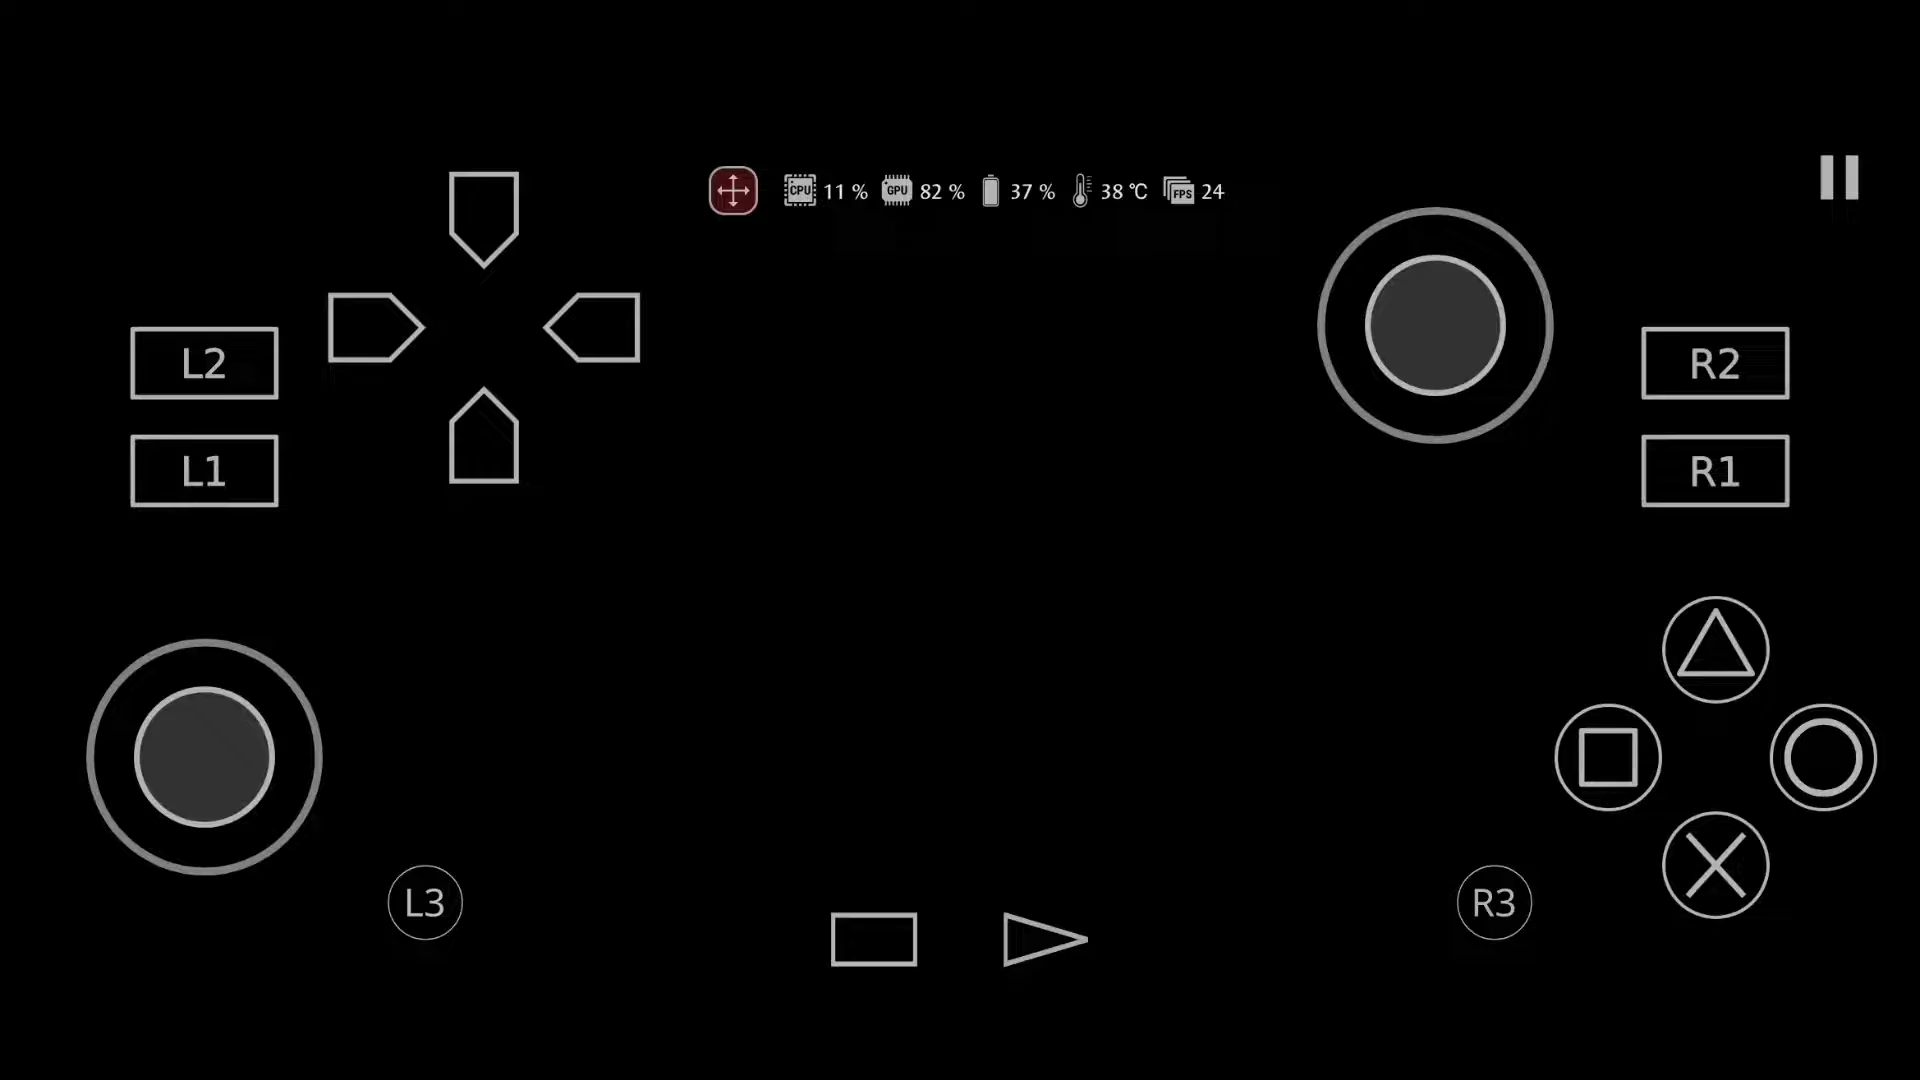 CPU 11 % GPU 82 % 37 % 38 °C FPS 24
L2
R2
L1
R1
L3
R3